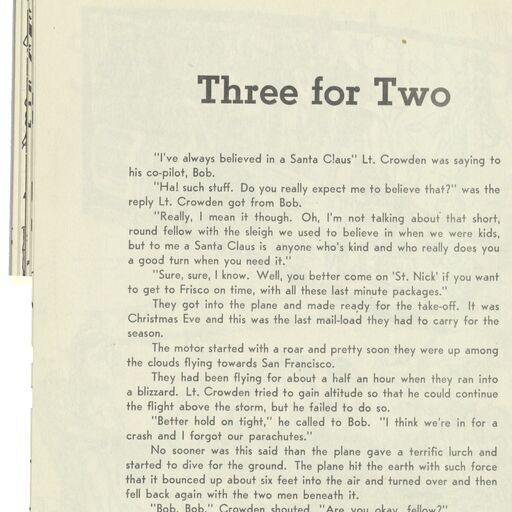 Three for Two
"I've always believed in a Santa Claus" Lt. Crowden was saying to
his co-pilot, Bob.
"Ha! such stuff. Do you really expect me to believe that?" was the
reply Lt. Crowden got from Bob.
"Really, I mean it though. Oh, I'm not talking about that short,
round fellow with the sleigh we used to believe in when we were kids,
but to me a Santa Claus is anyone who's kind and who really does you
a good turn when you need it."
"Sure, sure, I know. Well, you better come on 'St. Nick' if you want
to get to Frisco on time, with all these last minute packages."
They got into the plane and made ready for the take-off. It was
Christmas Eve and this was the last mail-load they had to carry for the
season.
The motor started with a roar and pretty soon they were up among
the clouds flying towards San Francisco.
They had been flying for about a half an hour when they ran into
a blizzard. Lt. Crowden tried to gain altitude so that he could continue
the flight above the storm, but he failed to do so.
"Better hold on tight," he called to Bob. "I think we're in for a
crash and I forgot our parachutes."
No sooner was this said than the plane gave a terrific lurch and
started to dive for the ground. The plane hit the earth with such force
that it bounced up about six feet into the air and turned over and then
fell back again with the two men beneath it.
"Bob, Bob," Crowden shouted, "Are you okay, fellow?"